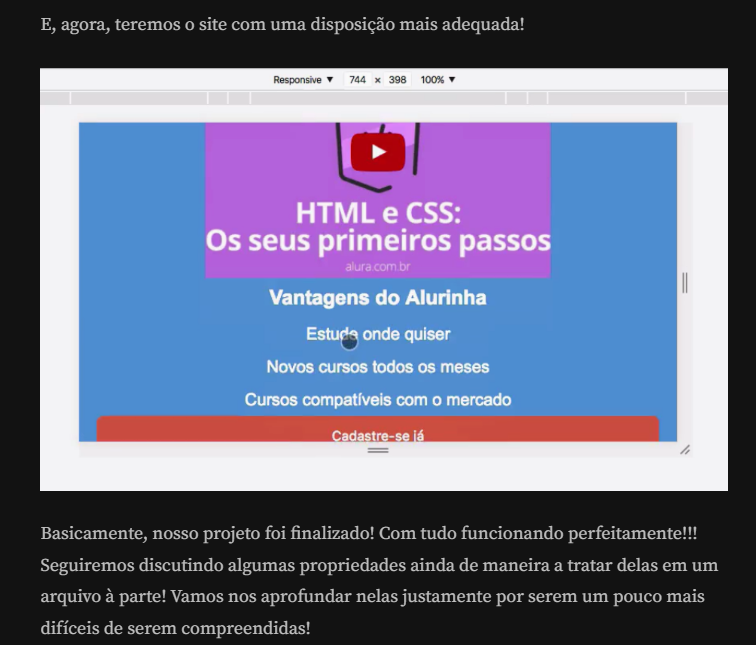 E, agora, teremos o site com uma disposição mais adequada!
Responsive ▼ 744 × 398 100% ▼
HTML e CSS:
Os seus primeiros passos
alura.com.br
Vantagens do Alurinha
Estude onde quiser
Novos cursos todos os meses
Cursos compatíveis com o mercado
Cadastre-se já
Basicamente, nosso projeto foi finalizado! Com tudo funcionando perfeitamente!!!
Seguiremos discutindo algumas propriedades ainda de maneira a tratar delas em um
arquivo à parte! Vamos nos aprofundar nelas justamente por serem um pouco mais
difíceis de serem compreendidas!